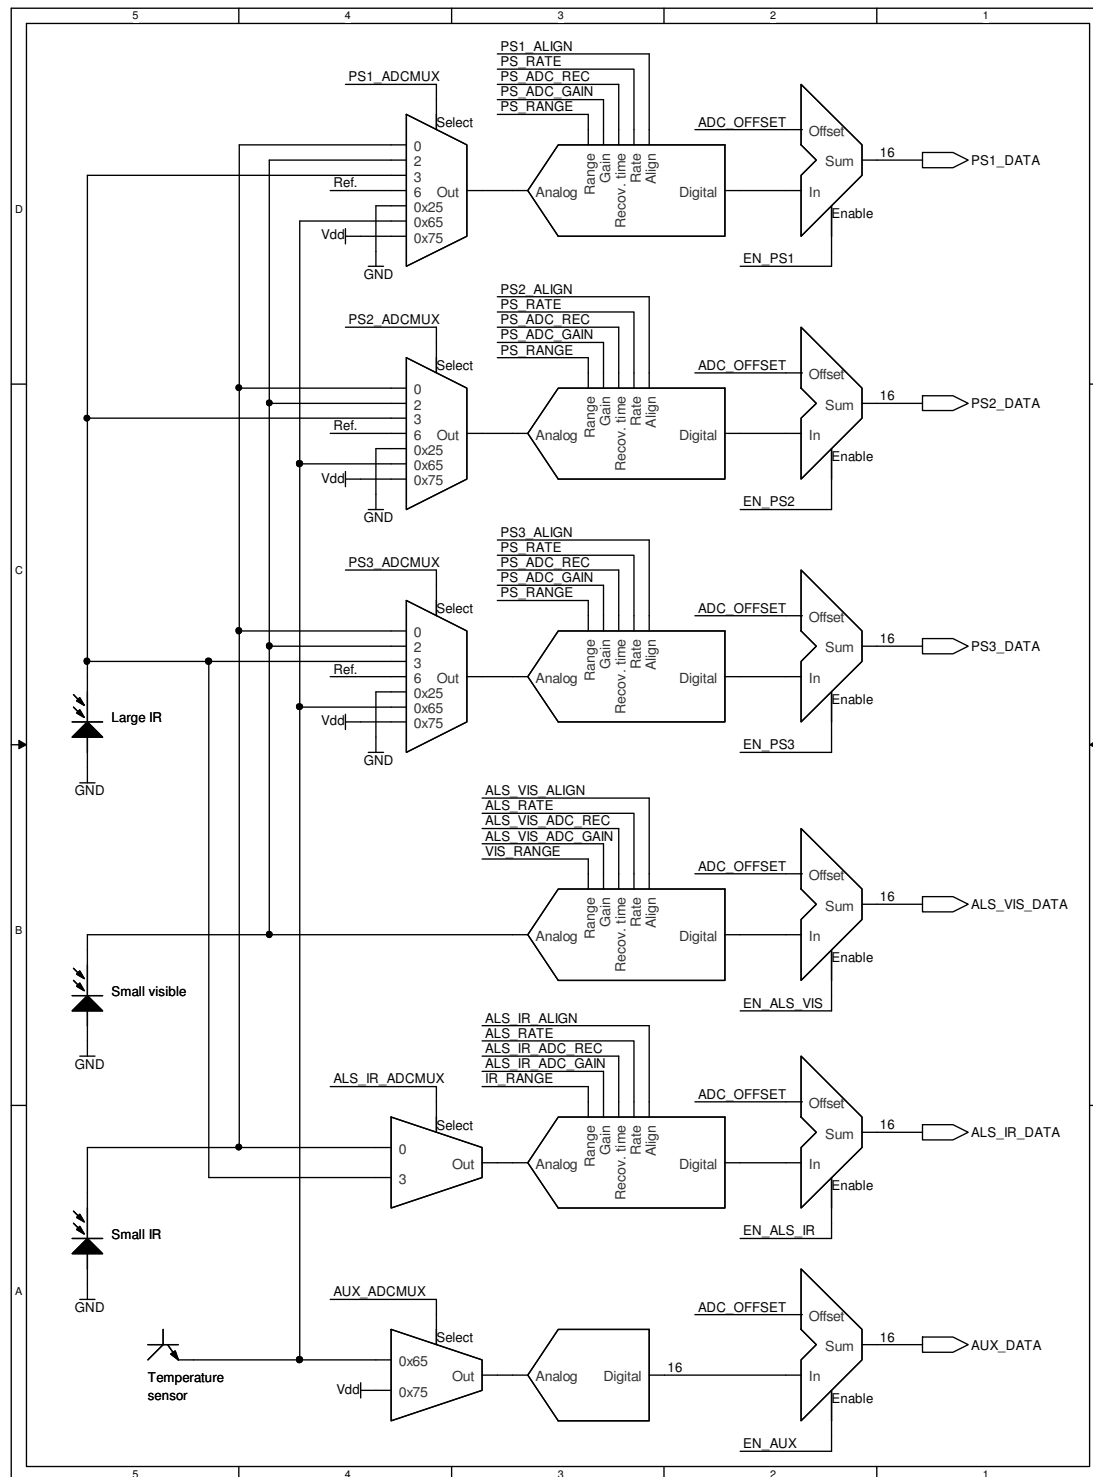 5 4 3 2 1
PS1_ALIGN
PS_RATE
PS1_ADCMUX PS_ADC_REC
PS_ADC_GAIN
PS_RANGE
Select ADC_OFFSET Offset
0
2 Sum 16 PS1_DATA
3
Ref. 6 Out Analog Range Gain Recov. time Rate Align Digital In
0x25
D
0x65 Enable
Vdd 0x75
GND EN_PS1
PS2_ALIGN
PS_RATE
PS2_ADCMUX PS_ADC_REC
PS_ADC_GAIN
PS_RANGE
Select ADC_OFFSET Offset
0
2 Sum 16 PS2_DATA
3
Ref. 6 Out Analog Range Gain Recov. time Rate Align Digital In
0x25
0x65 Enable
Vdd 0x75
GND EN_PS2
PS3_ALIGN
PS_RATE
C PS3_ADCMUX PS_ADC_REC
PS_ADC_GAIN
PS_RANGE
Select ADC_OFFSET Offset
0
2 Sum 16 PS3_DATA
3
Ref. 6 Out Analog Range Gain Recov. time Rate Align Digital In
0x25
0x65 Enable
Large IR
Vdd 0x75
GND EN_PS3
GND
ALS_VIS_ALIGN
ALS_RATE
ALS_VIS_ADC_REC
ALS_VIS_ADC_GAIN
VIS_RANGE
ADC_OFFSET Offset
Sum 16 ALS_VIS_DATA
B
Analog Range Gain Recov. time Rate Align Digital In
Enable
Small visible
EN_ALS_VIS
GND
ALS_IR_ALIGN
ALS_RATE
ALS_IR_ADC_REC
ALS_IR_ADC_GAIN
ALS_IR_ADCMUX IR_RANGE
Select ADC_OFFSET Offset
Sum 16 ALS_IR_DATA
0
Out Analog Range Gain Recov. time Rate Align Digital In
3
Enable
Small IR
EN_ALS_IR
GND
A
AUX_ADCMUX
Select ADC_OFFSET Offset
Sum 16 AUX_DATA
0x65
Out Analog Digital 16 In
Temperature
sensor
Vdd 0x75
Enable
EN_AUX
5 4 3 2 1